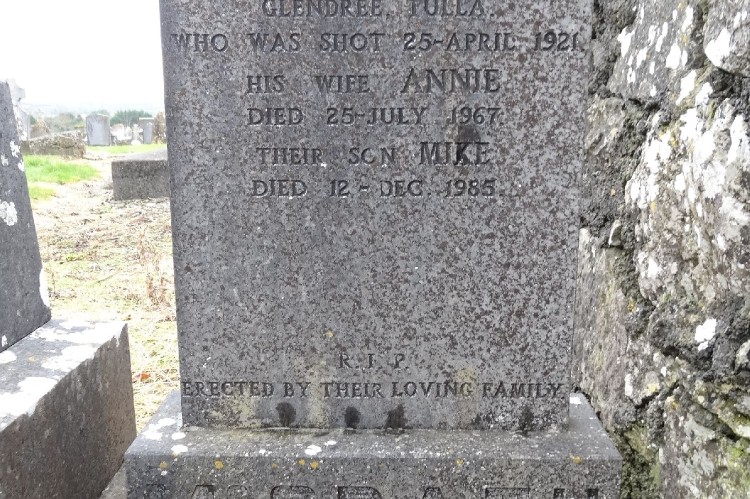 GLENDREE, TULLA
WHO WAS SHOT 25-APRIL 1921.
HIS WIFE ANNIE
DIED 25-JULY 1967
THEIR SON MIKE
DIED 12-DEC. 1985.
R.I.P.
ERECTED BY THEIR LOVING FAMILY.